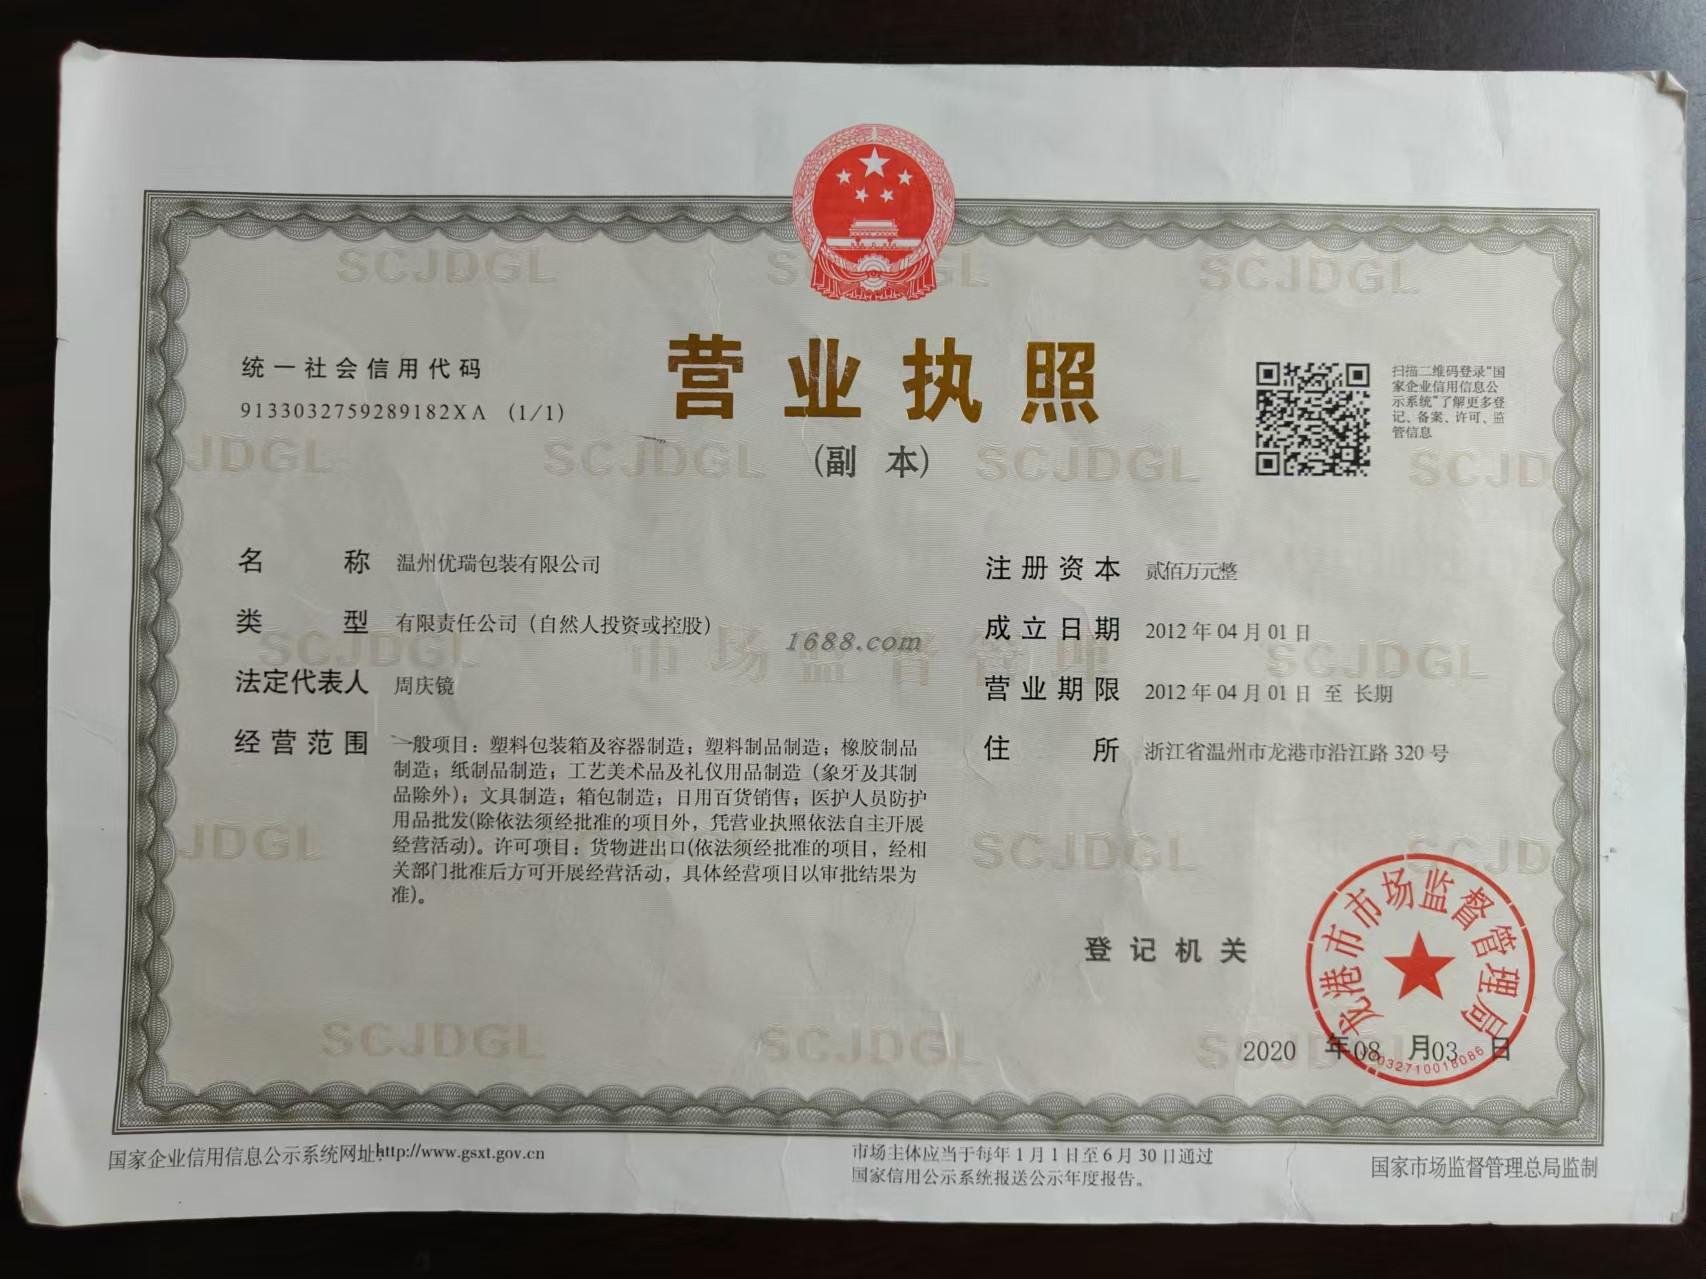 营业执照
(副 本)
统一社会信用代码
9133032759289182XA (1/1)
扫描二维码登录“国
家企业信用信息公
示系统”了解更多登
记、备案、许可、监
管信息
名 称 温州优瑞包装有限公司
类 型 有限责任公司（自然人投资或控股）
法定代表人 周庆镜
经营范围 一般项目：塑料包装箱及容器制造；塑料制品制造；橡胶制品
制造；纸制品制造；工艺美术品及礼仪用品制造（象牙及其制
品除外）；文具制造；箱包制造；日用百货销售；医护人员防护
用品批发(除依法须经批准的项目外，凭营业执照依法自主开展
经营活动)。许可项目：货物进出口(依法须经批准的项目，经相
关部门批准后方可开展经营活动，具体经营项目以审批结果为
准)。
注册资本 贰佰万元整
成立日期 2012年04月01日
营业期限 2012年04月01日 至 长期
住 所 浙江省温州市龙港市沿江路320号
1688.com
市场监督管理
SCJDGL
登记机关
龙港市市场监督管理局
2020 年08 月03 日
国家企业信用信息公示系统网址:http://www.gsxt.gov.cn
市场主体应当于每年1月1日至6月30日通过
国家信用公示系统报送公示年度报告。
国家市场监督管理总局监制